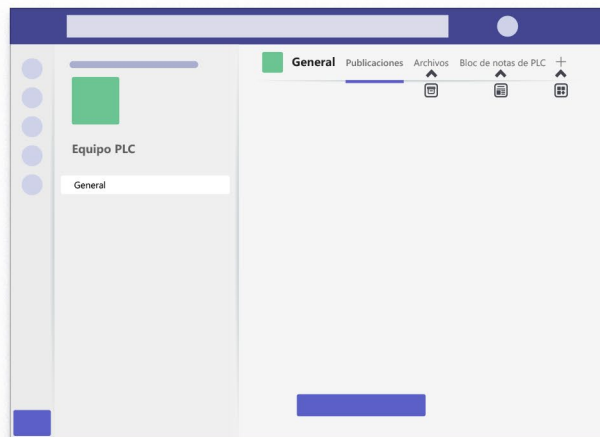 General Publicaciones Archivos Bloc de notas de PLC +
Equipo PLC
General